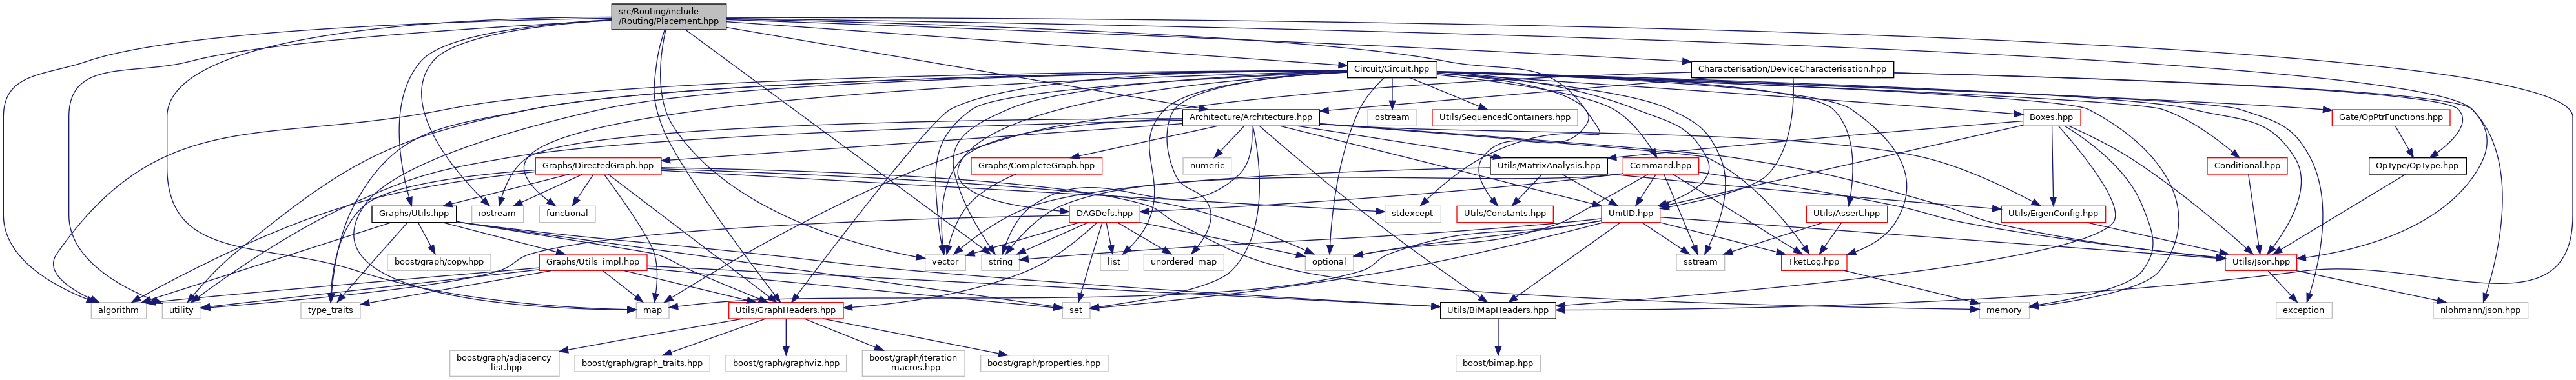 src/Routing/include
/Routing/Placement.hpp
Circuit/Circuit.hpp
Characterisation/DeviceCharacterisation.hpp
Architecture/Architecture.hpp
ostream
Utils/SequencedContainers.hpp
Boxes.hpp
Gate/OpPtrFunctions.hpp
Graphs/DirectedGraph.hpp
Graphs/CompleteGraph.hpp
numeric
Utils/MatrixAnalysis.hpp
Command.hpp
Conditional.hpp
OpType/OpType.hpp
Graphs/Utils.hpp
iostream
functional
DAGDefs.hpp
stdexcept
Utils/Constants.hpp
UnitID.hpp
Utils/Assert.hpp
Utils/EigenConfig.hpp
boost/graph/copy.hpp
Graphs/Utils_impl.hpp
vector
string
list
unordered_map
optional
sstream
TketLog.hpp
Utils/Json.hpp
algorithm
utility
type_traits
map
Utils/GraphHeaders.hpp
set
Utils/BiMapHeaders.hpp
memory
exception
nlohmann/json.hpp
boost/graph/adjacency
_list.hpp
boost/graph/graph_traits.hpp
boost/graph/graphviz.hpp
boost/graph/iteration
_macros.hpp
boost/graph/properties.hpp
boost/bimap.hpp